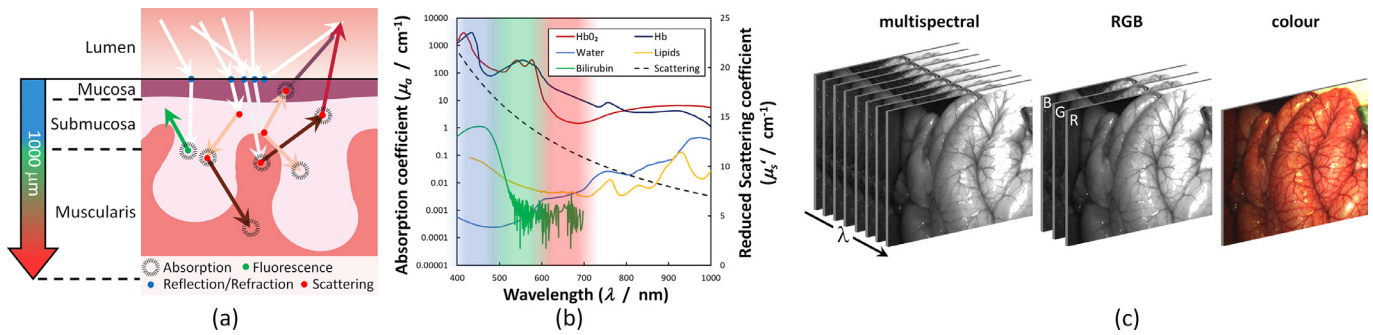 Lumen
Mucosa
Submucosa
1000 µm
Muscularis
Absorption
Fluorescence
Reflection/Refraction
Scattering
(a)
Absorption coefficient (μa / cm⁻¹)
10000
1000
100
10
1
0.1
0.01
0.001
0.0001
0.00001
HbO₂
Hb
Water
Lipids
Bilirubin
Scattering
25
20
15
10
5
0
Reduced Scattering coefficient
(μs‘ / cm⁻¹)
400 500 600 700 800 900 1000
Wavelength (λ / nm)
(b)
multispectral
RGB
colour
B
G
R
λ
(c)